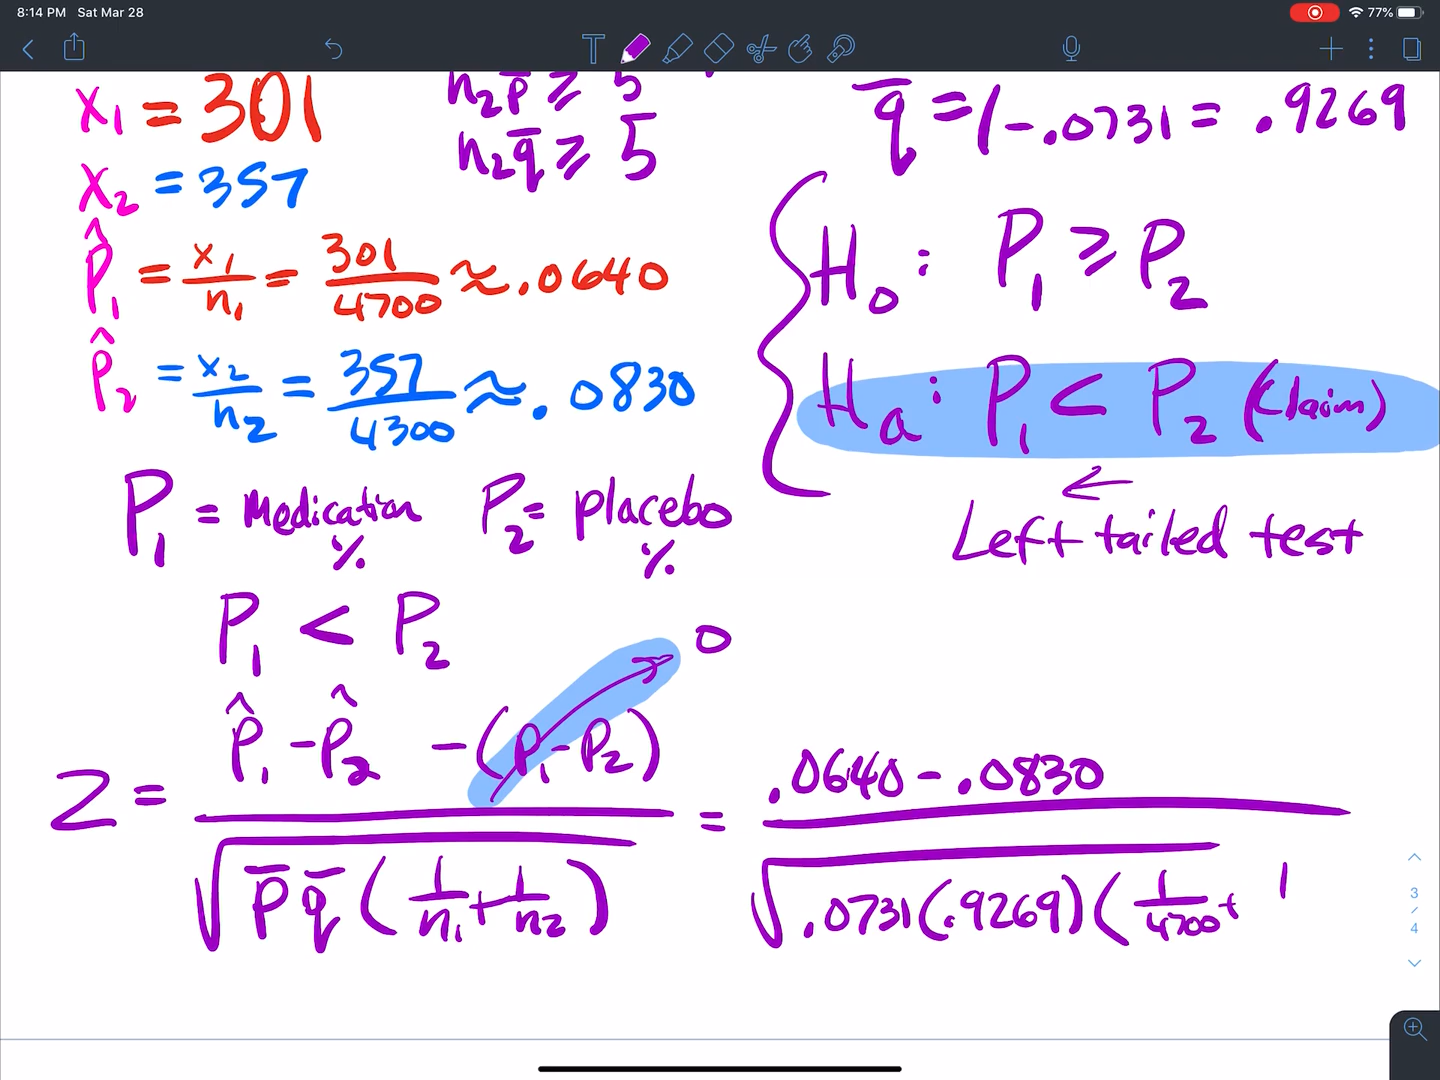 8:14 PM Sat Mar 28
77%
T
x₁ = 301
n₂p̄ ≥ 5
q̄ = 1 - .0731 = .9269
x₂ = 357
n₂q̄ ≥ 5
p̂₁ = x₁/n₁ = 301/4700 ≈ .0640
H₀ : P₁ ≥ P₂
p̂₂ = x₂/n₂ = 357/4300 ≈ .0830
Hₐ : P₁ < P₂ (claim)
←
Left tailed test
P₁ = Medication % P₂ = placebo %
P₁ < P₂
0
Z = p̂₁ - p̂₂ - (P₁ - P₂) / √(p̄ q̄ (1/n₁ + 1/n₂)) = .0640 - .0830 / √(.0731(.9269)(1/4700 + 1
3
/
4